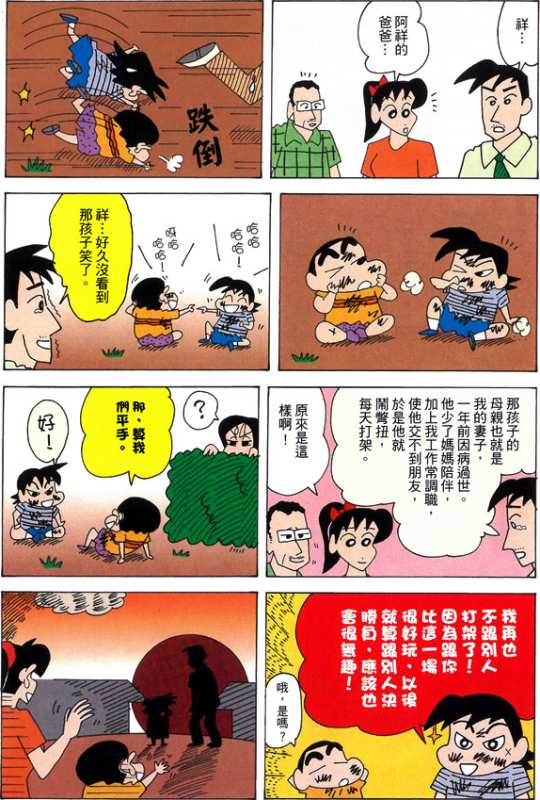 祥…
阿祥的
爸爸…
跌倒
哈哈
哈哈！
呀哈
哈哈！
祥…好久沒看到
那孩子笑了。
那孩子的
母親也就是
我的妻子，
一年前因病過世。
他少了媽媽陪伴，
加上我工作常調職，
使他交不到朋友，
於是他就
鬧彆扭，
每天打架。
原來是這
樣啊！
？
那、算我
們平手。
好！
我再也
不跟別人
打架了！
因為跟你
比這一場
很好玩，以後
就算跟別人決
勝負，應該也
會很無趣！
哦，是嗎？